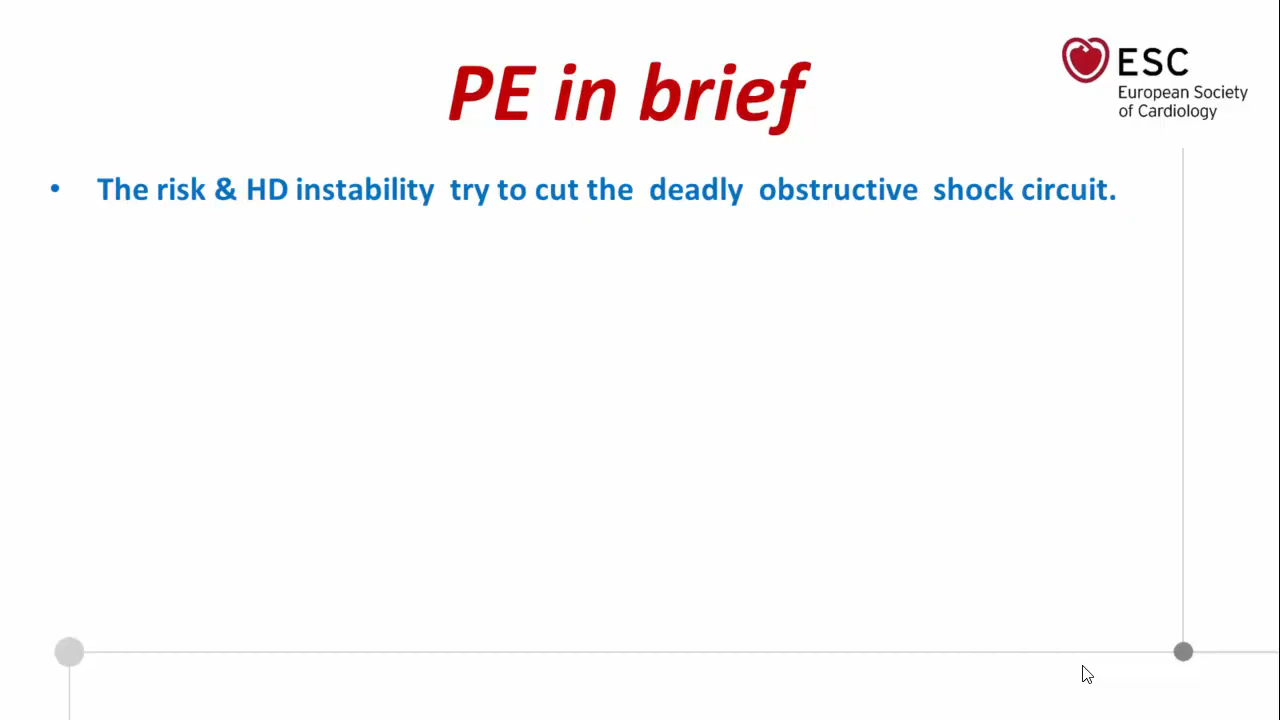 PE in brief
ESC
European Society
of Cardiology
• The risk & HD instability try to cut the deadly obstructive shock circuit.